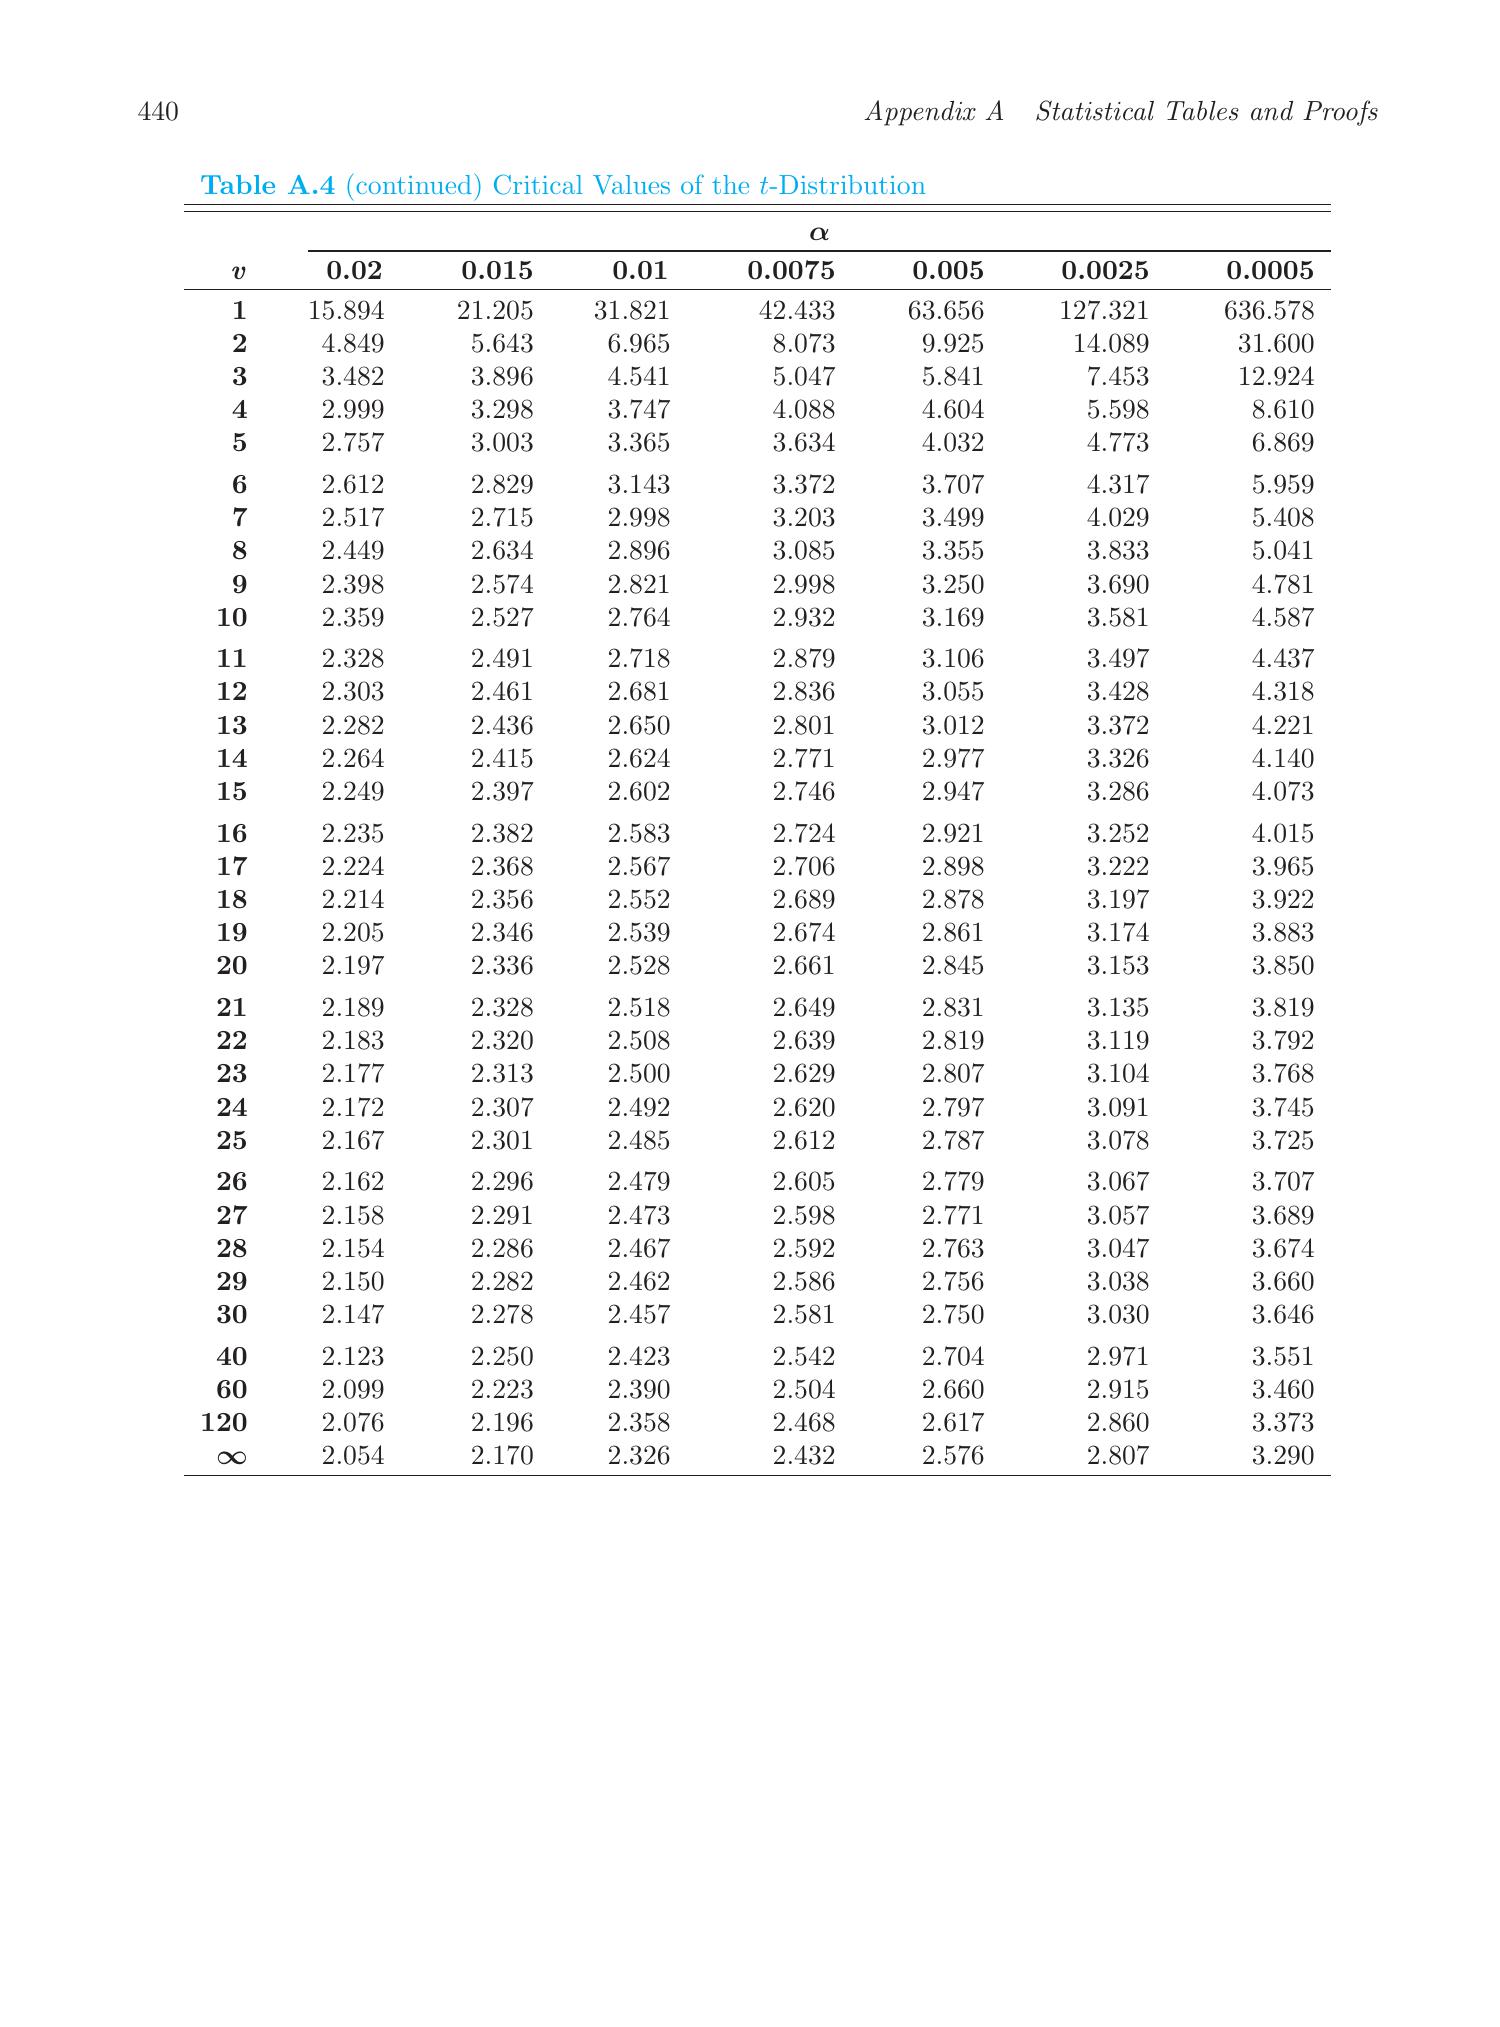 440 Appendix A Statistical Tables and Proofs
Table A.4 (continued) Critical Values of the t-Distribution
α
v 0.02 0.015 0.01 0.0075 0.005 0.0025 0.0005
1 15.894 21.205 31.821 42.433 63.656 127.321 636.578
2 4.849 5.643 6.965 8.073 9.925 14.089 31.600
3 3.482 3.896 4.541 5.047 5.841 7.453 12.924
4 2.999 3.298 3.747 4.088 4.604 5.598 8.610
5 2.757 3.003 3.365 3.634 4.032 4.773 6.869
6 2.612 2.829 3.143 3.372 3.707 4.317 5.959
7 2.517 2.715 2.998 3.203 3.499 4.029 5.408
8 2.449 2.634 2.896 3.085 3.355 3.833 5.041
9 2.398 2.574 2.821 2.998 3.250 3.690 4.781
10 2.359 2.527 2.764 2.932 3.169 3.581 4.587
11 2.328 2.491 2.718 2.879 3.106 3.497 4.437
12 2.303 2.461 2.681 2.836 3.055 3.428 4.318
13 2.282 2.436 2.650 2.801 3.012 3.372 4.221
14 2.264 2.415 2.624 2.771 2.977 3.326 4.140
15 2.249 2.397 2.602 2.746 2.947 3.286 4.073
16 2.235 2.382 2.583 2.724 2.921 3.252 4.015
17 2.224 2.368 2.567 2.706 2.898 3.222 3.965
18 2.214 2.356 2.552 2.689 2.878 3.197 3.922
19 2.205 2.346 2.539 2.674 2.861 3.174 3.883
20 2.197 2.336 2.528 2.661 2.845 3.153 3.850
21 2.189 2.328 2.518 2.649 2.831 3.135 3.819
22 2.183 2.320 2.508 2.639 2.819 3.119 3.792
23 2.177 2.313 2.500 2.629 2.807 3.104 3.768
24 2.172 2.307 2.492 2.620 2.797 3.091 3.745
25 2.167 2.301 2.485 2.612 2.787 3.078 3.725
26 2.162 2.296 2.479 2.605 2.779 3.067 3.707
27 2.158 2.291 2.473 2.598 2.771 3.057 3.689
28 2.154 2.286 2.467 2.592 2.763 3.047 3.674
29 2.150 2.282 2.462 2.586 2.756 3.038 3.660
30 2.147 2.278 2.457 2.581 2.750 3.030 3.646
40 2.123 2.250 2.423 2.542 2.704 2.971 3.551
60 2.099 2.223 2.390 2.504 2.660 2.915 3.460
120 2.076 2.196 2.358 2.468 2.617 2.860 3.373
∞ 2.054 2.170 2.326 2.432 2.576 2.807 3.290